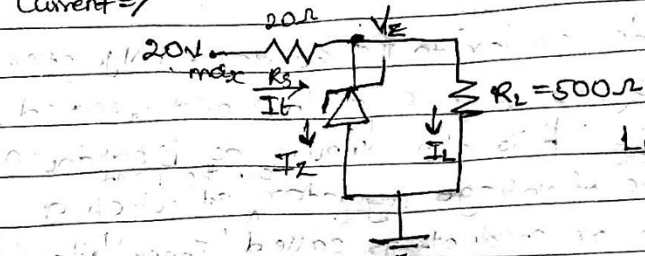 Current =)
20Ω
Vz
20V
max
Rs
It
Iz
IL
RL = 500Ω
L